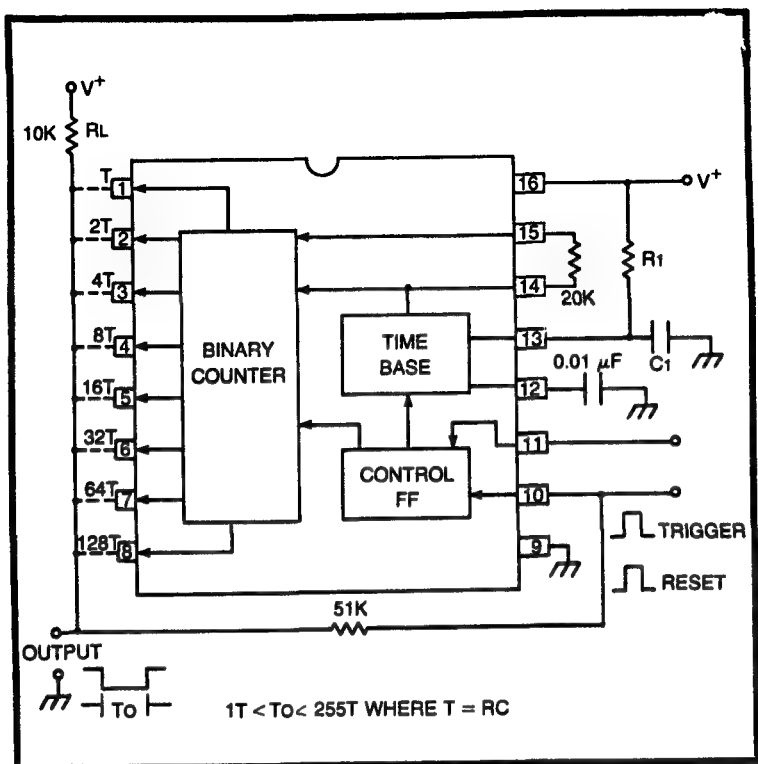 V+
10K RL
T 1
2T 2
4T 3
8T 4
16T 5
32T 6
64T 7
128T 8
BINARY
COUNTER
TIME
BASE
CONTROL
FF
16 V+
15
14
20K
R1
13
C1
0.01 µF
12
11
10
9
TRIGGER
RESET
51K
OUTPUT
TO
1T < TO < 255T WHERE T = RC